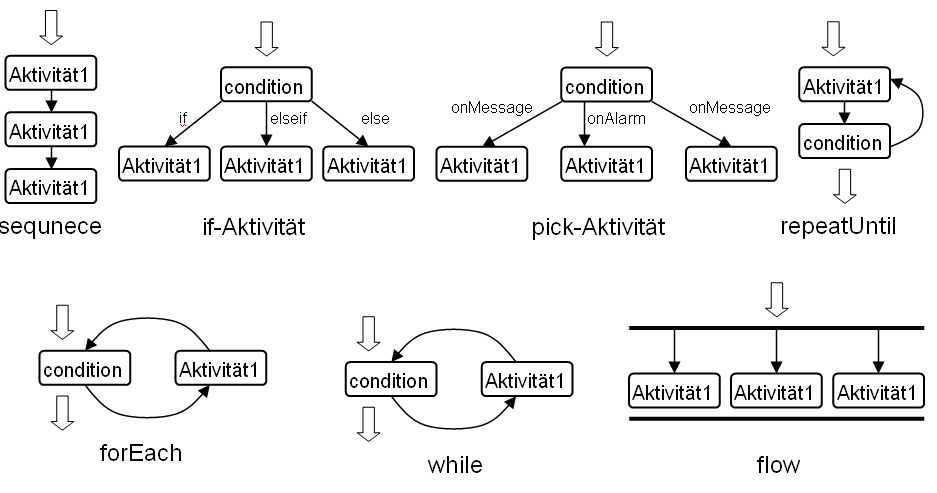 Aktivität1
Aktivität1
Aktivität1
sequnece
condition
if
elseif
else
Aktivität1
Aktivität1
Aktivität1
if-Aktivität
condition
onMessage
onAlarm
onMessage
Aktivität1
Aktivität1
Aktivität1
pick-Aktivität
Aktivität1
condition
repeatUntil
condition
Aktivität1
forEach
condition
Aktivität1
while
Aktivität1
Aktivität1
Aktivität1
flow